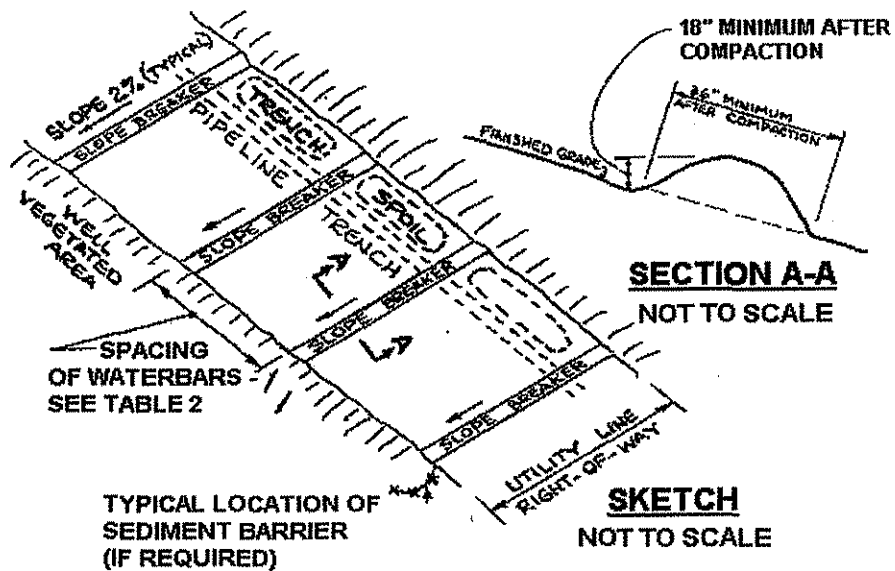 18" MINIMUM AFTER
COMPACTION
36" MINIMUM
AFTER COMPACTION
FINISHED GRADE
SECTION A-A
NOT TO SCALE
SLOPE 2% (TYPICAL)
SLOPE BREAKER
TRENCH
PIPELINE
SLOPE BREAKER
SPOIL
TRENCH
WELL
VEGETATED
AREA
A
SLOPE BREAKER
A
SPACING
OF WATERBARS -
SEE TABLE 2
SLOPE BREAKER
UTILITY LINE
RIGHT-OF-WAY
TYPICAL LOCATION OF
SEDIMENT BARRIER
(IF REQUIRED)
SKETCH
NOT TO SCALE